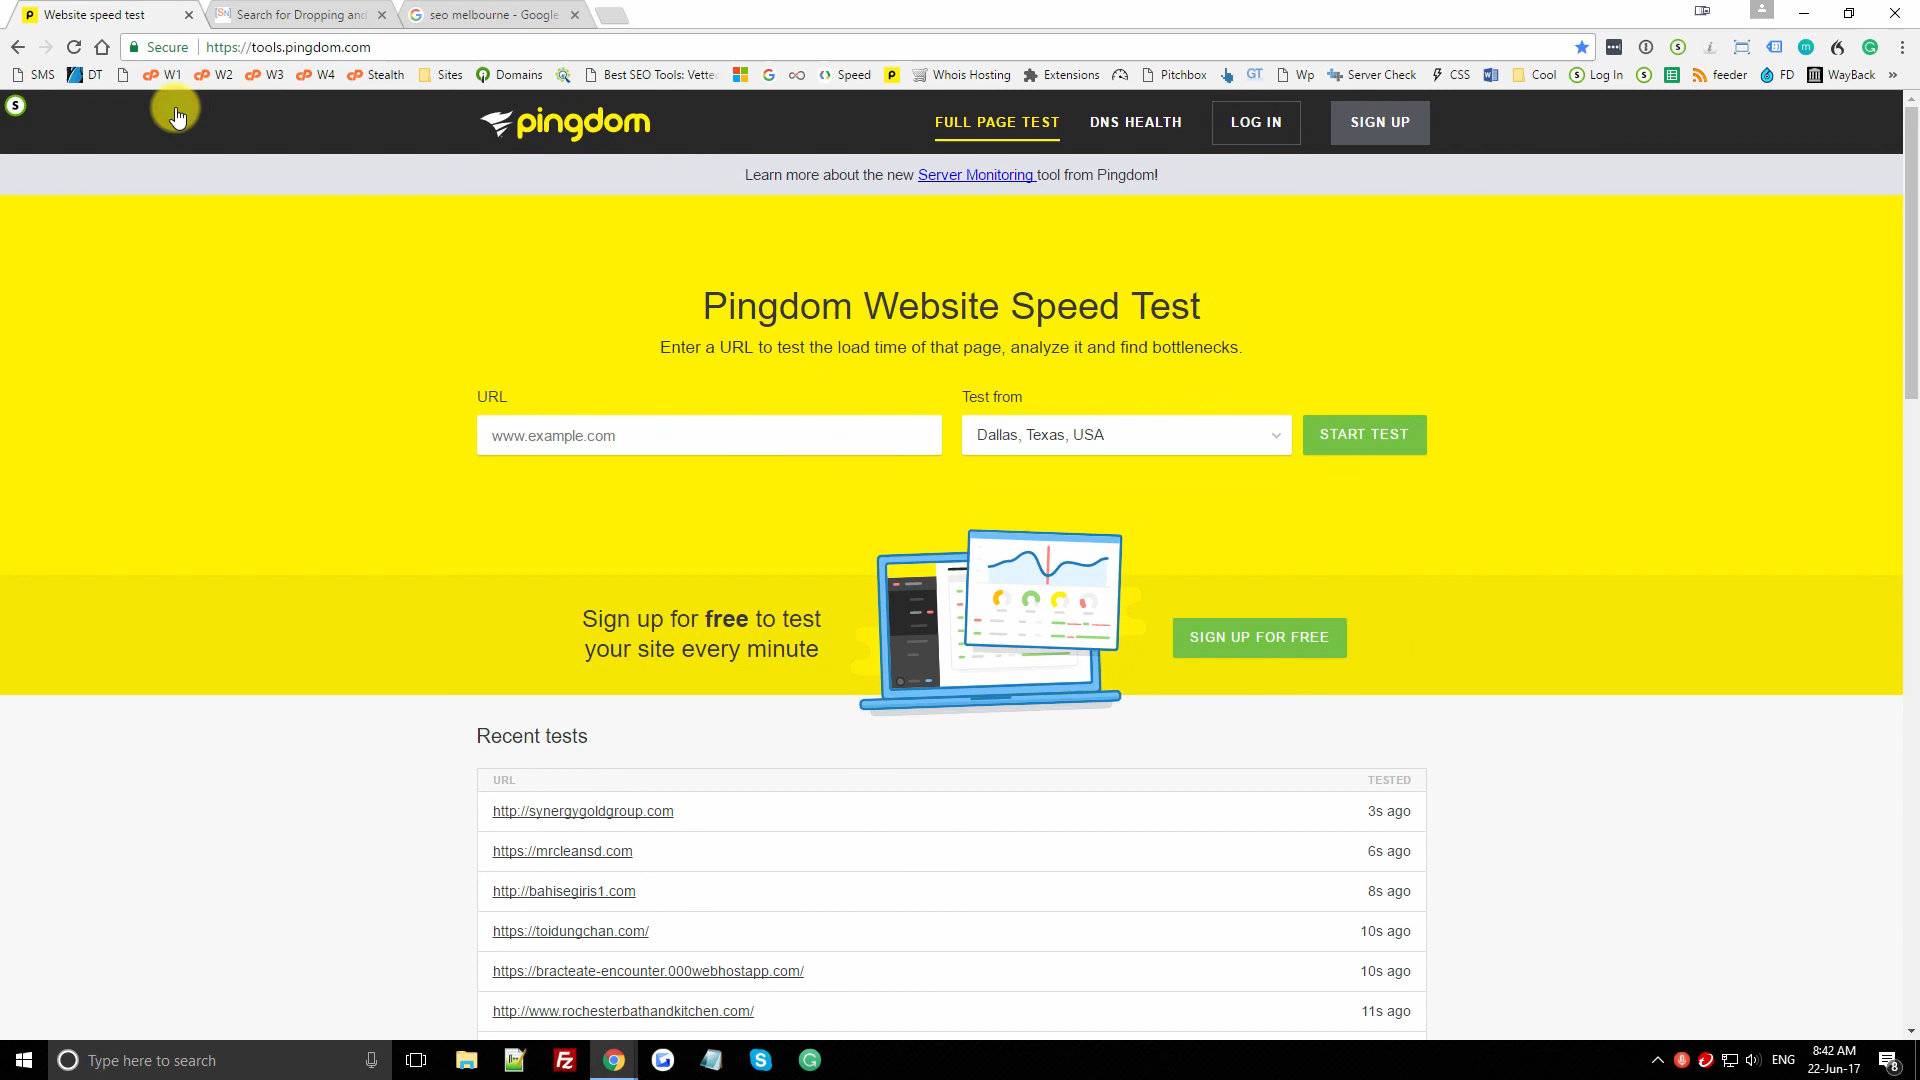 Website speed test
Search for Dropping and
seo melbourne - Google
Secure
https://tools.pingdom.com
SMS DT W1 W2 W3 W4 Stealth Sites Domains Best SEO Tools: Vette Speed Whois Hosting Extensions Pitchbox GT Wp Server Check CSS Cool Log In feeder FD WayBack »
pingdom
FULL PAGE TEST
DNS HEALTH
LOG IN
SIGN UP
Learn more about the new Server Monitoring tool from Pingdom!
Pingdom Website Speed Test
Enter a URL to test the load time of that page, analyze it and find bottlenecks.
URL
Test from
www.example.com
Dallas, Texas, USA
START TEST
Sign up for free to test
your site every minute
SIGN UP FOR FREE
Recent tests
URL
TESTED
http://synergygoldgroup.com
3s ago
https://mrcleansd.com
6s ago
http://bahisegiris1.com
8s ago
https://toidungchan.com/
10s ago
https://bracteate-encounter.000webhostapp.com/
10s ago
http://www.rochesterbathandkitchen.com/
11s ago
Type here to search
ENG
8:42 AM
22-Jun-17
8